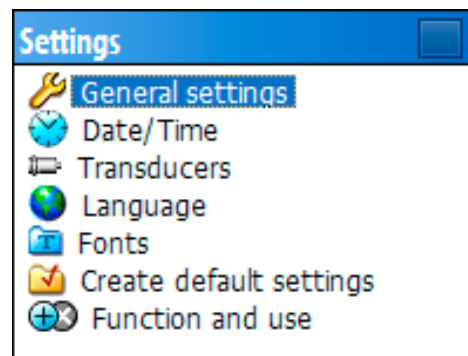 Settings
General settings
Date/Time
Transducers
Language
Fonts
Create default settings
Function and use